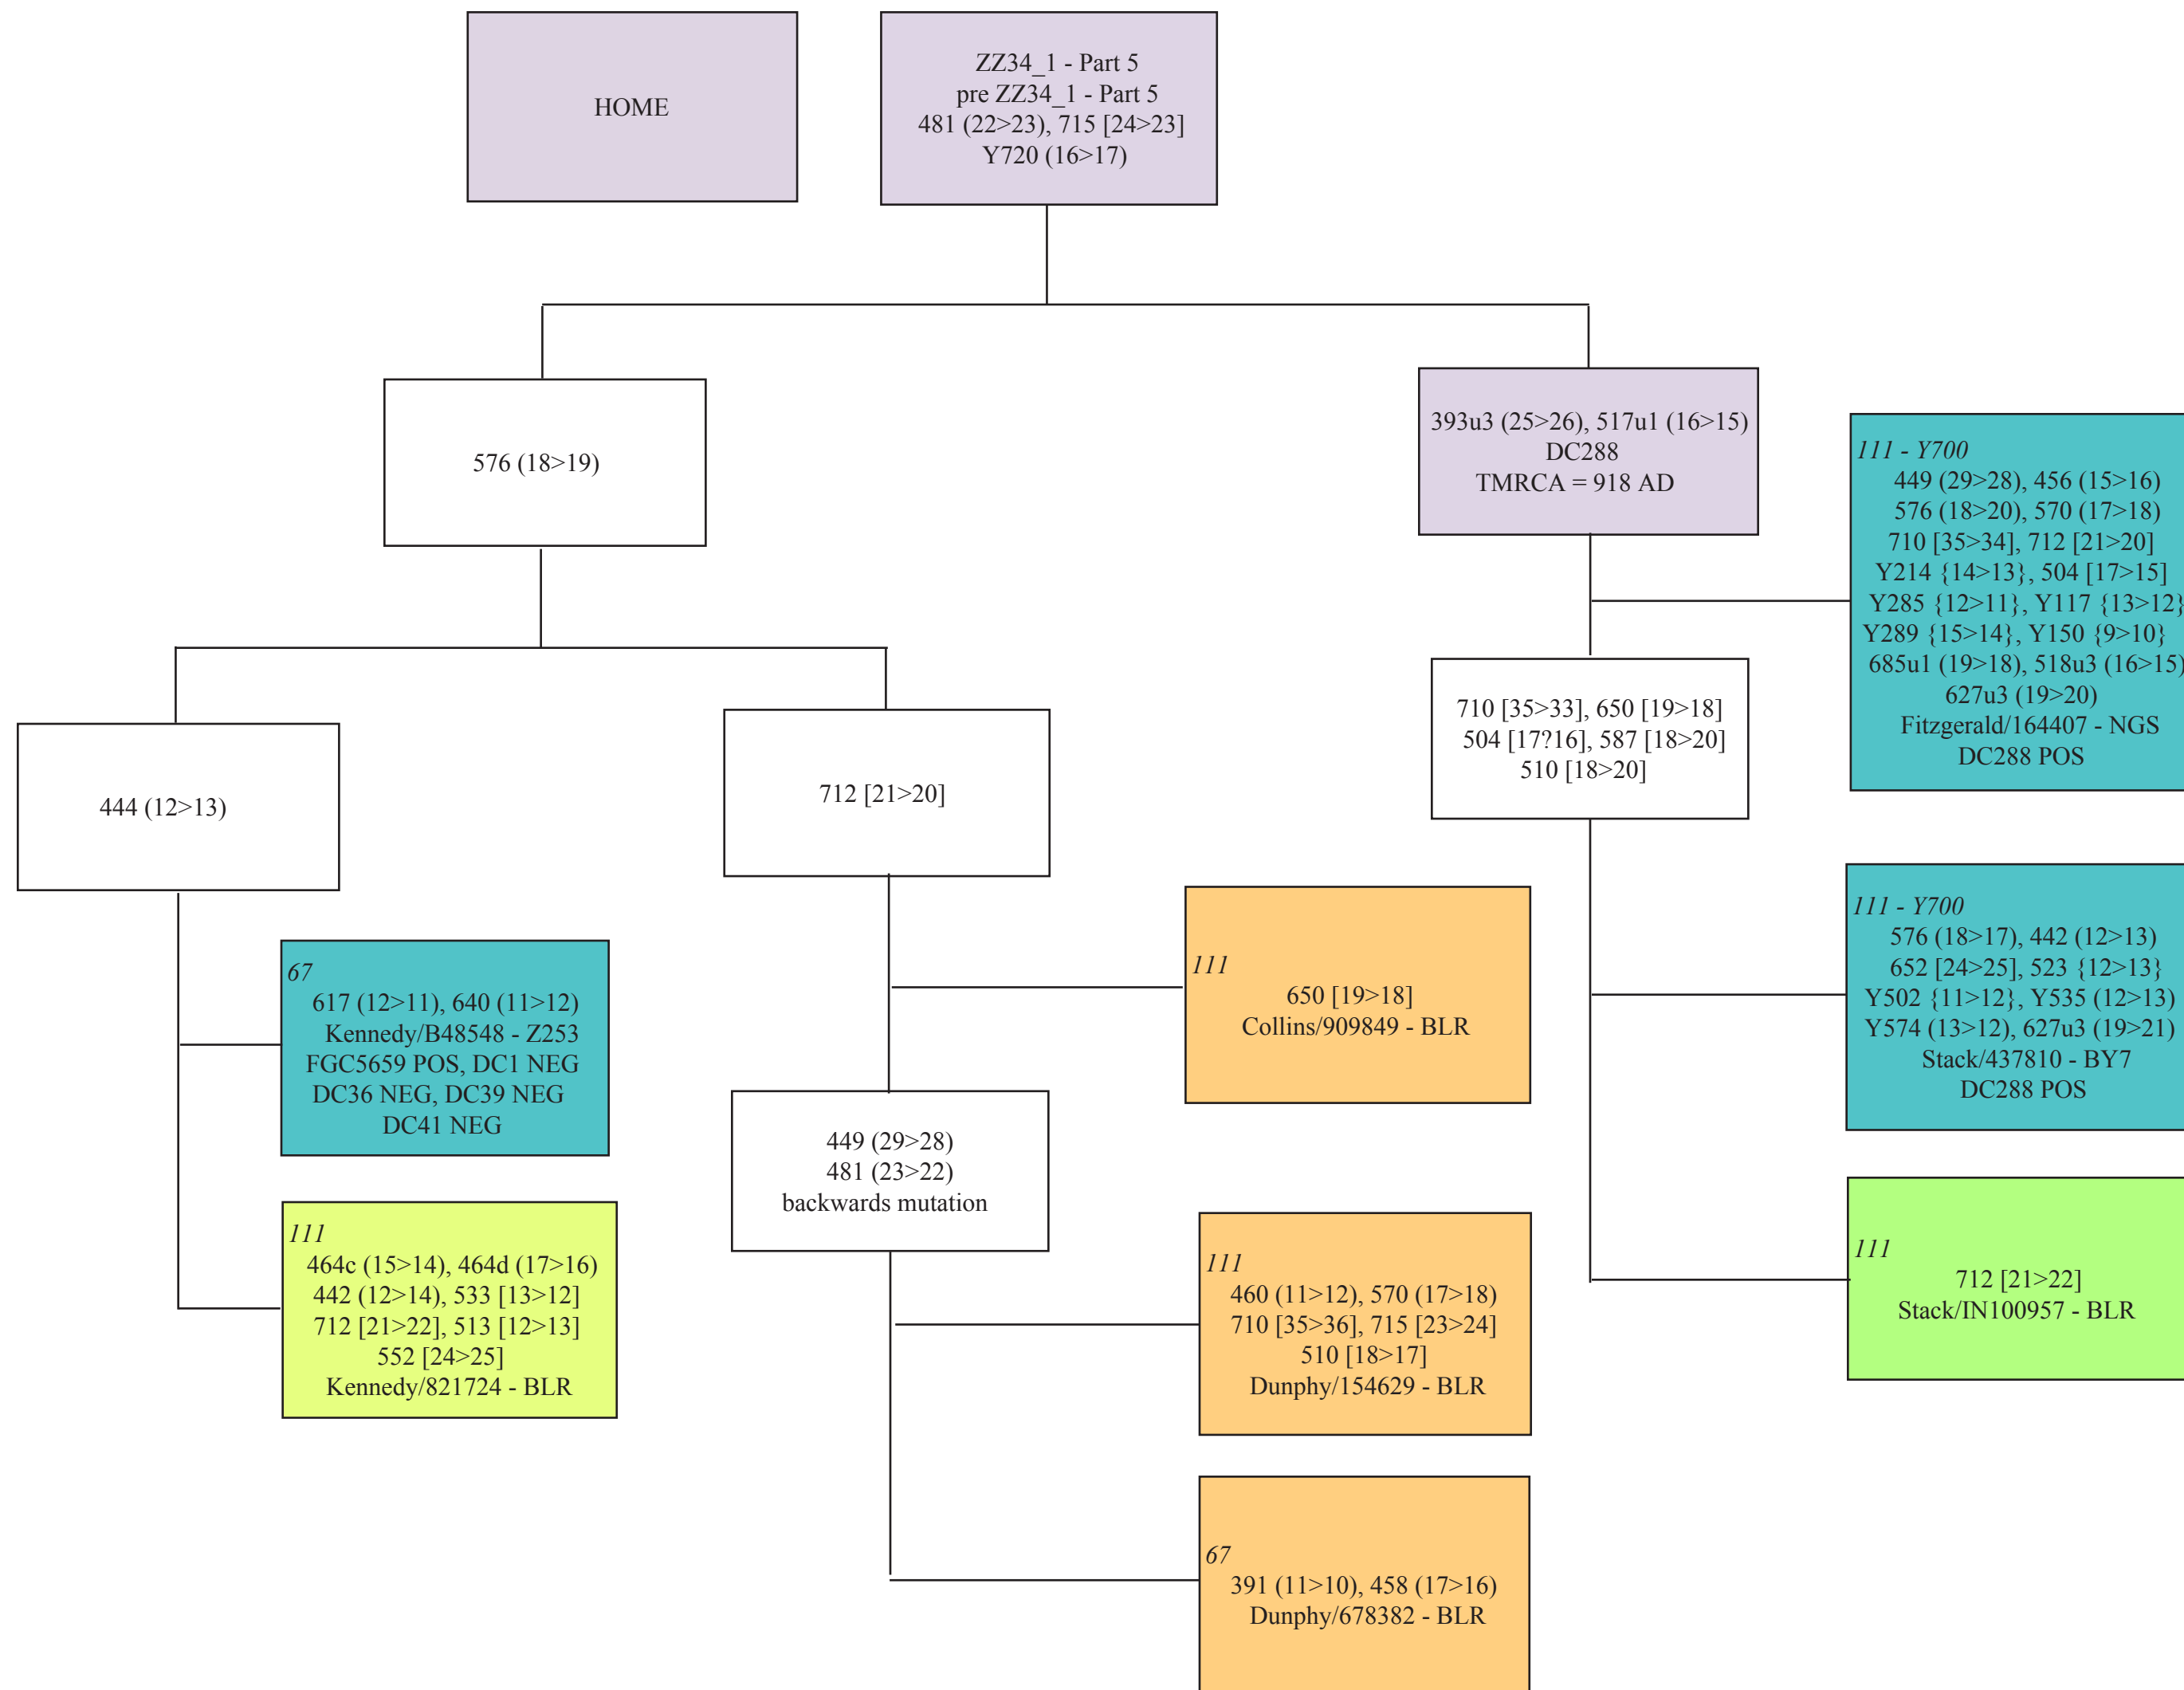 HOME
ZZ34_1 - Part 5
pre ZZ34_1 - Part 5
481 (22>23), 715 [24>23]
Y720 (16>17)
576 (18>19)
393u3 (25>26), 517u1 (16>15)
DC288
TMRCA = 918 AD
111 - Y700
449 (29>28), 456 (15>16)
576 (18>20), 570 (17>18)
710 [35>34], 712 [21>20]
Y214 {14>13}, 504 [17>15]
Y285 {12>11}, Y117 {13>12}
Y289 {15>14}, Y150 {9>10}
685u1 (19>18), 518u3 (16>15)
627u3 (19>20)
Fitzgerald/164407 - NGS
DC288 POS
710 [35>33], 650 [19>18]
504 [17?16], 587 [18>20]
510 [18>20]
444 (12>13)
712 [21>20]
111 - Y700
576 (18>17), 442 (12>13)
652 [24>25], 523 {12>13}
Y502 {11>12}, Y535 (12>13)
Y574 (13>12), 627u3 (19>21)
Stack/437810 - BY7
DC288 POS
67
617 (12>11), 640 (11>12)
Kennedy/B48548 - Z253
FGC5659 POS, DC1 NEG
DC36 NEG, DC39 NEG
DC41 NEG
111
650 [19>18]
Collins/909849 - BLR
449 (29>28)
481 (23>22)
backwards mutation
111
464c (15>14), 464d (17>16)
442 (12>14), 533 [13>12]
712 [21>22], 513 [12>13]
552 [24>25]
Kennedy/821724 - BLR
111
460 (11>12), 570 (17>18)
710 [35>36], 715 [23>24]
510 [18>17]
Dunphy/154629 - BLR
111
712 [21>22]
Stack/IN100957 - BLR
67
391 (11>10), 458 (17>16)
Dunphy/678382 - BLR